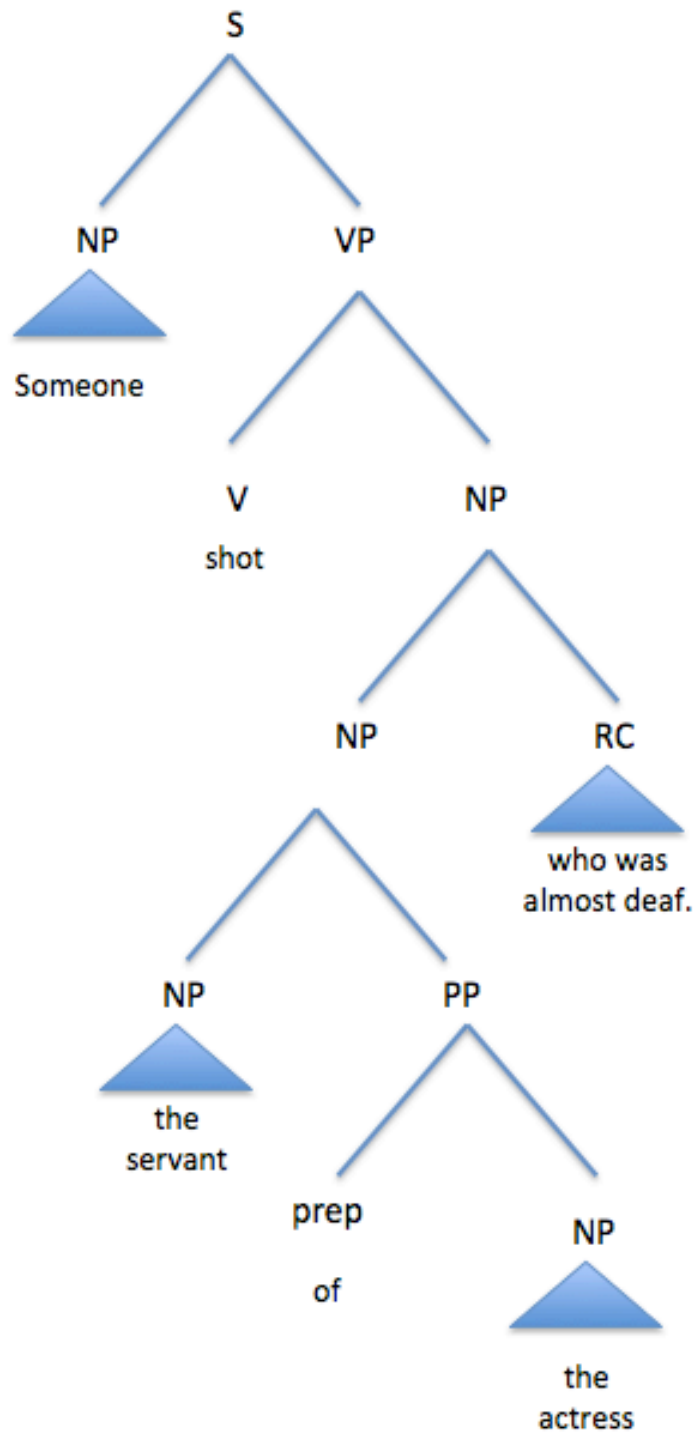 S
NP VP
Someone
V NP
shot
NP RC
who was
almost deaf.
NP PP
the
servant
prep
NP
of
the
actress